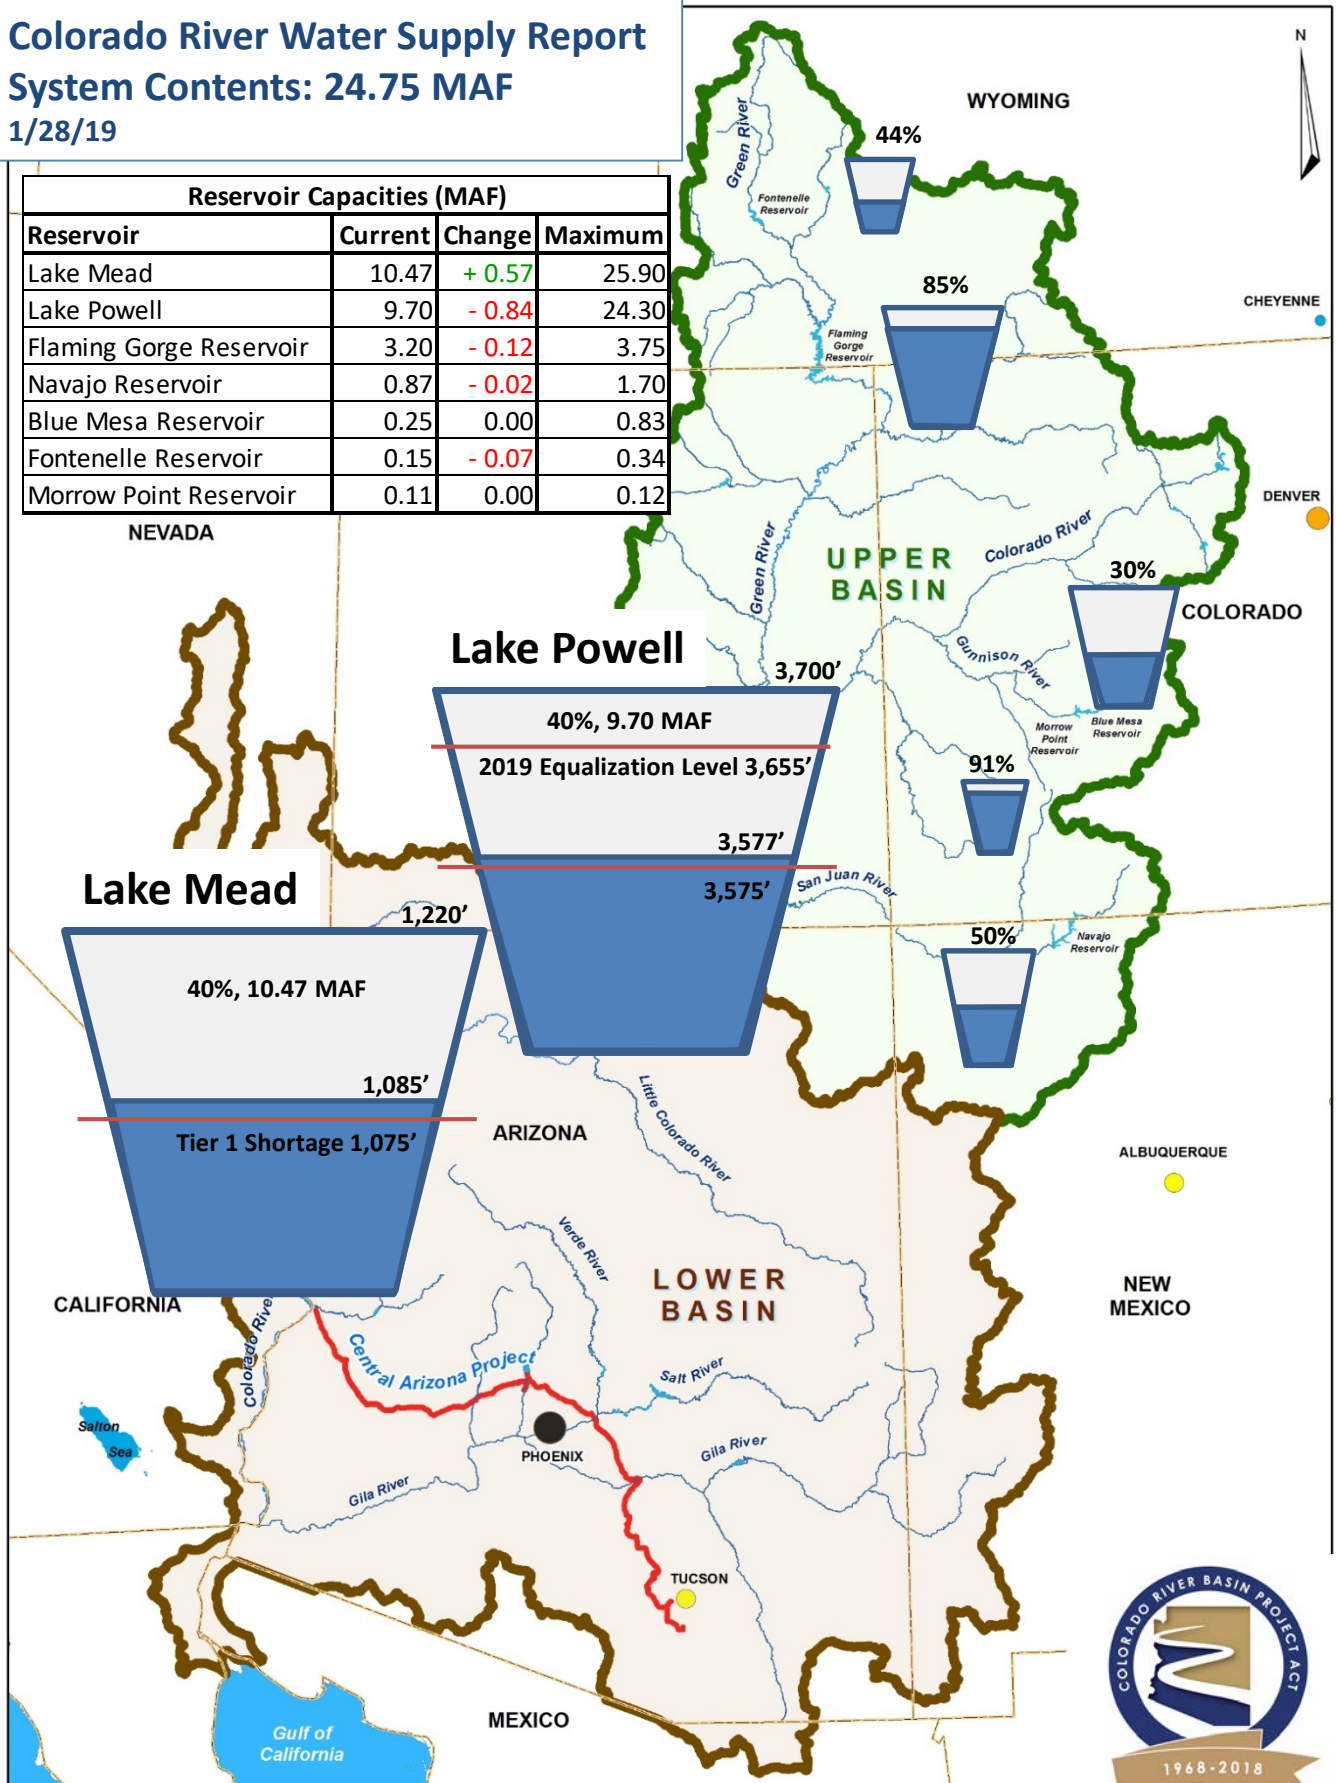 Colorado River Water Supply Report
System Contents: 24.75 MAF
1/28/19
Reservoir Capacities (MAF)
Reservoir Current Change Maximum
Lake Mead 10.47 + 0.57 25.90
Lake Powell 9.70 - 0.84 24.30
Flaming Gorge Reservoir 3.20 - 0.12 3.75
Navajo Reservoir 0.87 - 0.02 1.70
Blue Mesa Reservoir 0.25 0.00 0.83
Fontenelle Reservoir 0.15 - 0.07 0.34
Morrow Point Reservoir 0.11 0.00 0.12
N
WYOMING
44%
Green River
Fontenelle
Reservoir
85%
CHEYENNE
Flaming
Gorge
Reservoir
DENVER
NEVADA
Green River
UPPER
BASIN
Colorado River
30%
COLORADO
Gunnison River
Lake Powell
3,700’
40%, 9.70 MAF
2019 Equalization Level 3,655’
3,577’
3,575’
Morrow
Point
Reservoir
Blue Mesa
Reservoir
91%
San Juan River
50%
Navajo
Reservoir
Lake Mead
1,220’
40%, 10.47 MAF
1,085’
Tier 1 Shortage 1,075’
ARIZONA
Little Colorado River
ALBUQUERQUE
Verde River
LOWER
BASIN
NEW
MEXICO
CALIFORNIA
Colorado River
Central Arizona Project
Salt River
Salton
Sea
PHOENIX
Gila River
Gila River
TUCSON
MEXICO
Gulf of
California
COLORADO RIVER BASIN PROJECT ACT
1968-2018